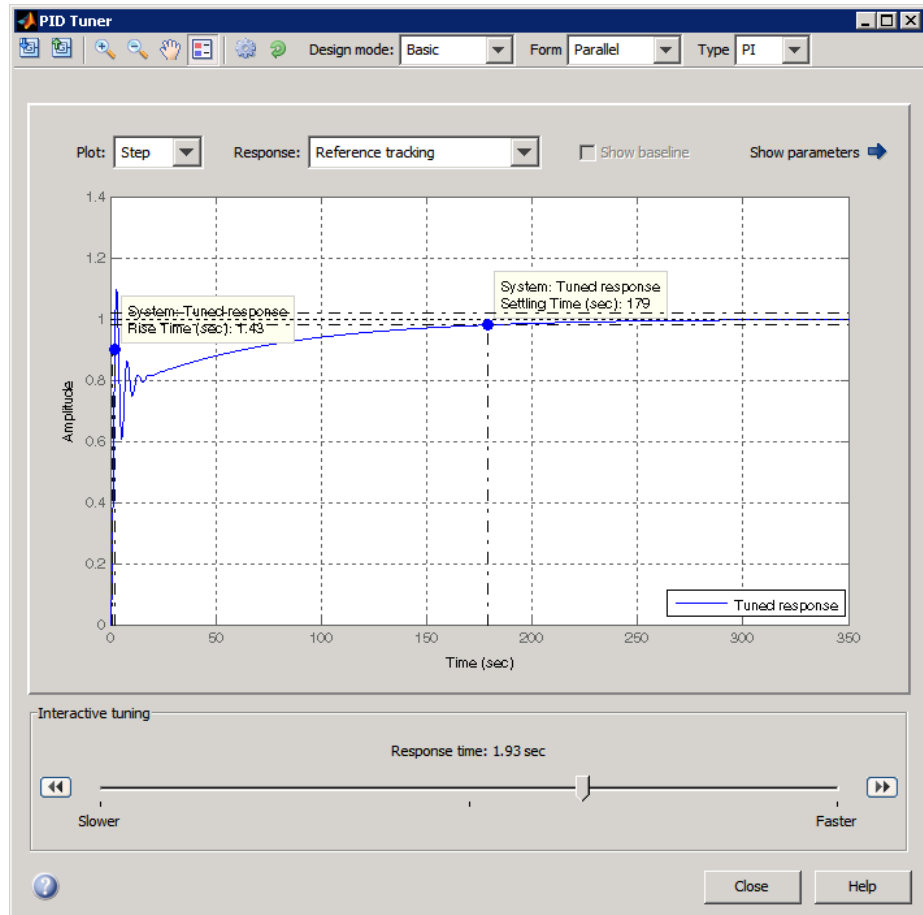 PID Tuner
Design mode: Basic Form Parallel Type PI
Plot: Step Response: Reference tracking Show baseline Show parameters
1.4
1.2
1
0.8
0.6
0.4
0.2
0
Amplitude
System: Tuned response
Rise Time (sec): 1.43
System: Tuned response
Settling Time (sec): 179
Tuned response
0 50 100 150 200 250 300 350
Time (sec)
Interactive tuning
Response time: 1.93 sec
Slower Faster
Close Help